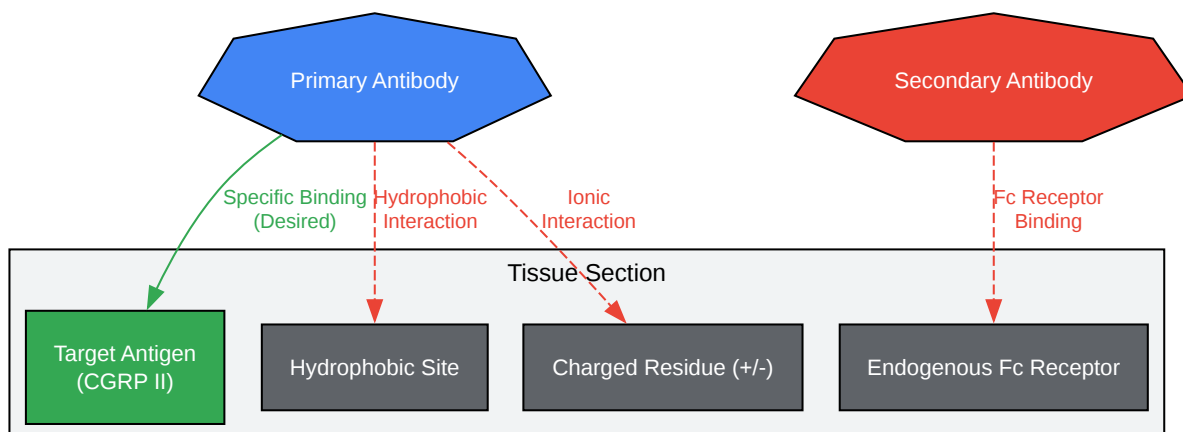 Primary Antibody
Secondary Antibody
Specific Binding
(Desired)
Hydrophobic
Interaction
Ionic
Interaction
Fc Receptor
Binding
Tissue Section
Target Antigen
(CGRP II)
Hydrophobic Site
Charged Residue (+/-)
Endogenous Fc Receptor